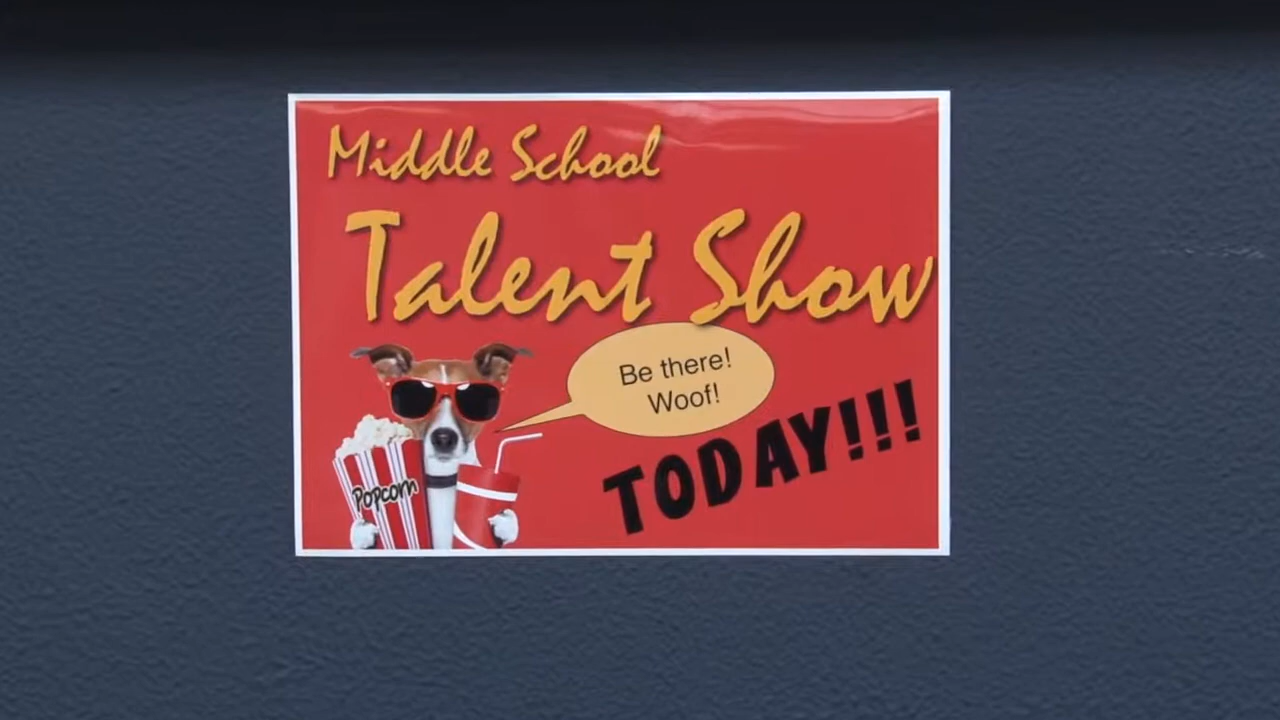 Middle School
Talent Show
Be there!
Woof!
TODAY!!!
Popcorn